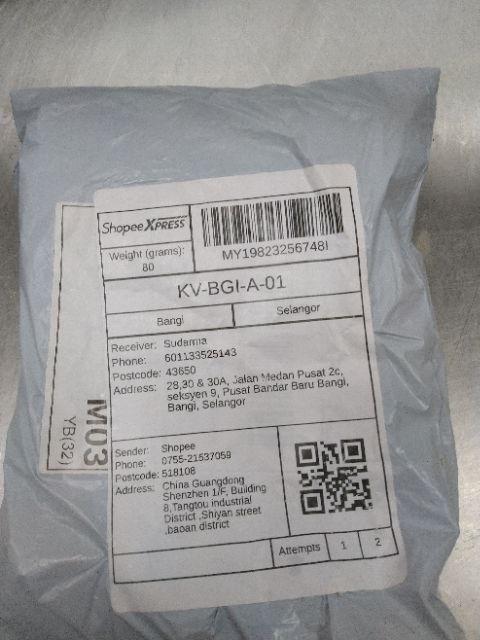 Shopee XPRESS
MY19823256748I
Weight (grams):
80
KV-BGI-A-01
Bangi
Selangor
Receiver: Sudarma
Phone: 601133525143
Postcode: 43650
Address: 28,30 & 30A, Jalan Medan Pusat 2c,
seksyen 9, Pusat Bandar Baru Bangi,
Bangi, Selangor
Sender: Shopee
Phone: 0755-21537059
Postcode: 518108
Address: China Guangdong
Shenzhen 1/F, Building
8,Tangtou industrial
District ,Shiyan street
,baoan district
Attempts 1 2
M03
YB(32)